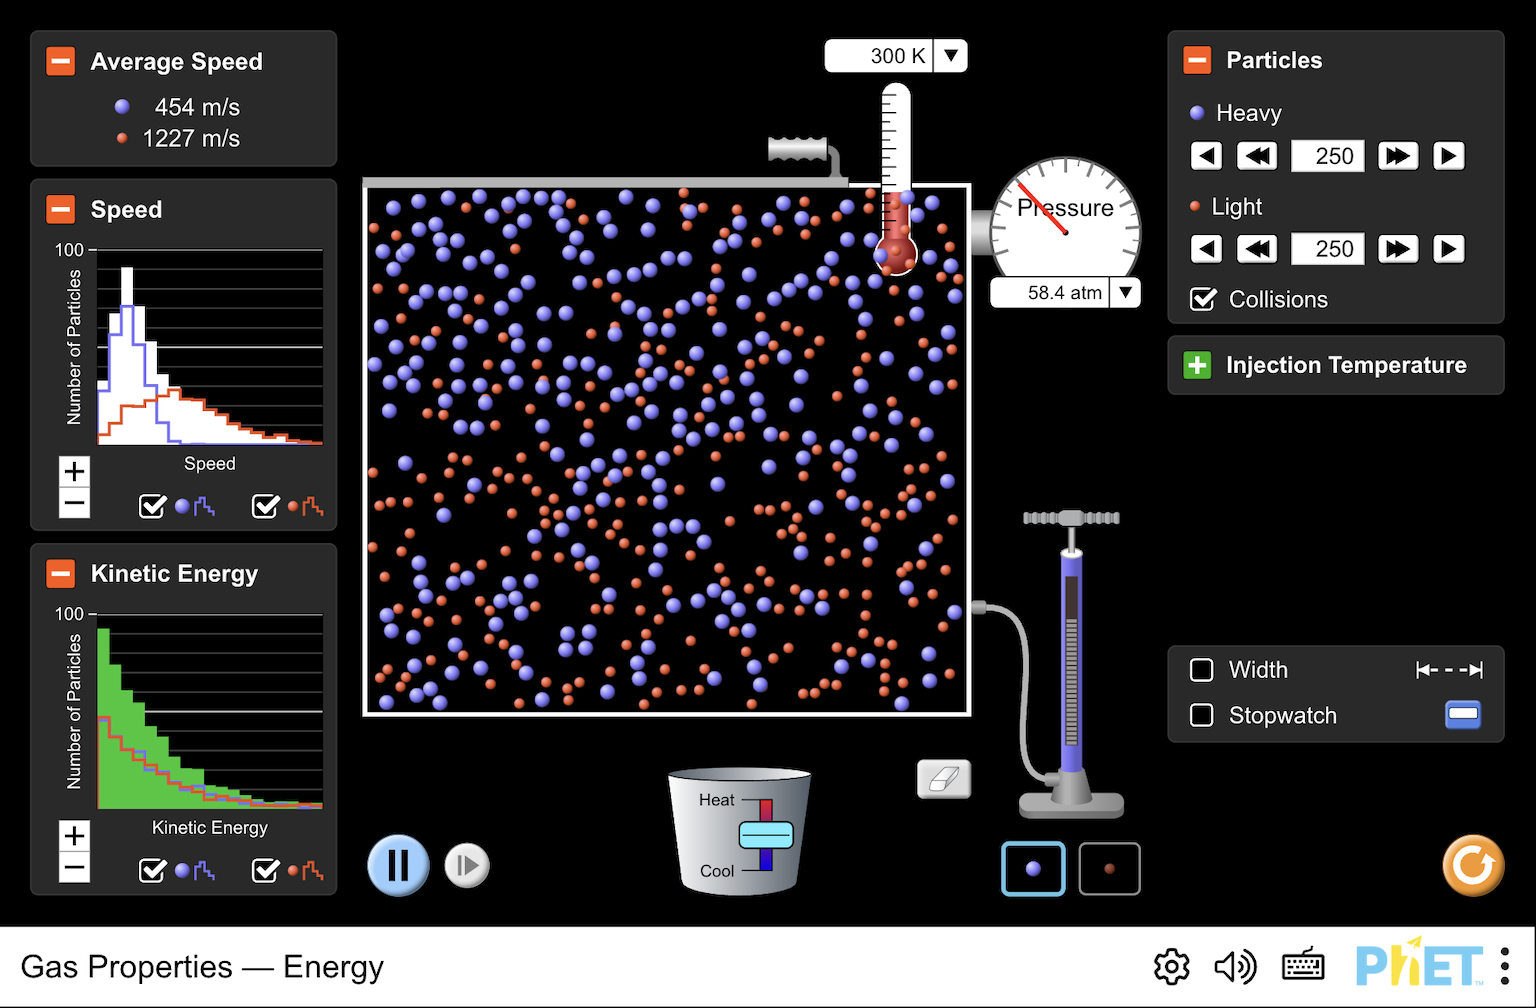 Average Speed
454 m/s
1227 m/s
Speed
100
Number of Particles
Speed
Kinetic Energy
100
Number of Particles
Kinetic Energy
300 K
Pressure
58.4 atm
Heat
Cool
Particles
Heavy
250
Light
250
Collisions
Injection Temperature
Width
Stopwatch
Gas Properties — Energy
PhET
TM